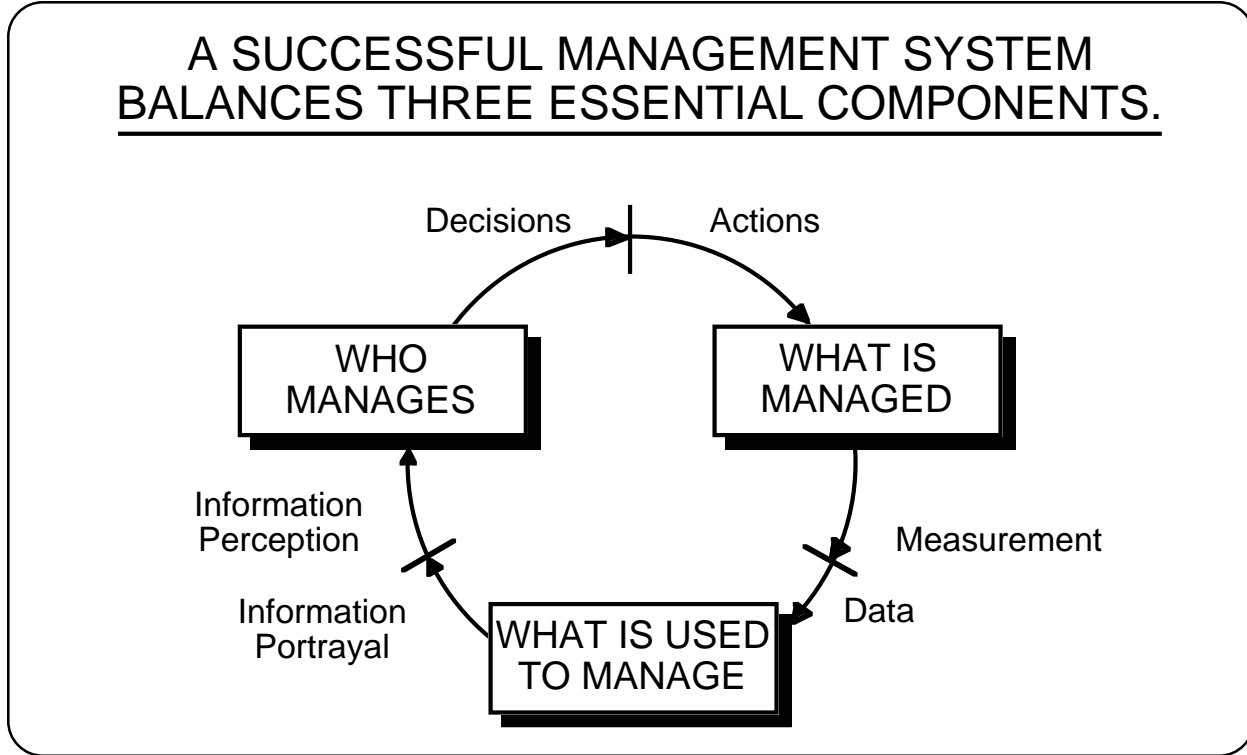 A SUCCESSFUL MANAGEMENT SYSTEM
BALANCES THREE ESSENTIAL COMPONENTS.
Decisions
Actions
WHO
MANAGES
WHAT IS
MANAGED
Information
Perception
Measurement
Information
Portrayal
Data
WHAT IS USED
TO MANAGE